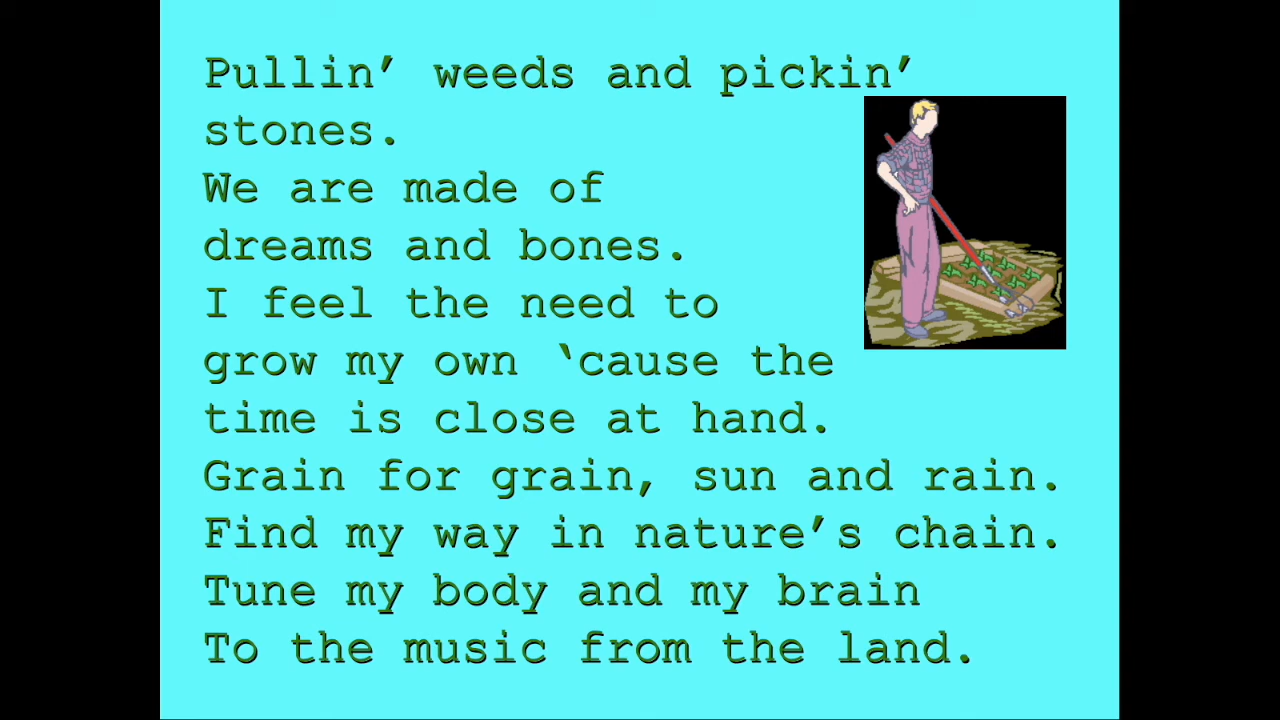 Pullin’ weeds and pickin’
stones.
We are made of
dreams and bones.
I feel the need to
grow my own ‘cause the
time is close at hand.
Grain for grain, sun and rain.
Find my way in nature’s chain.
Tune my body and my brain
To the music from the land.